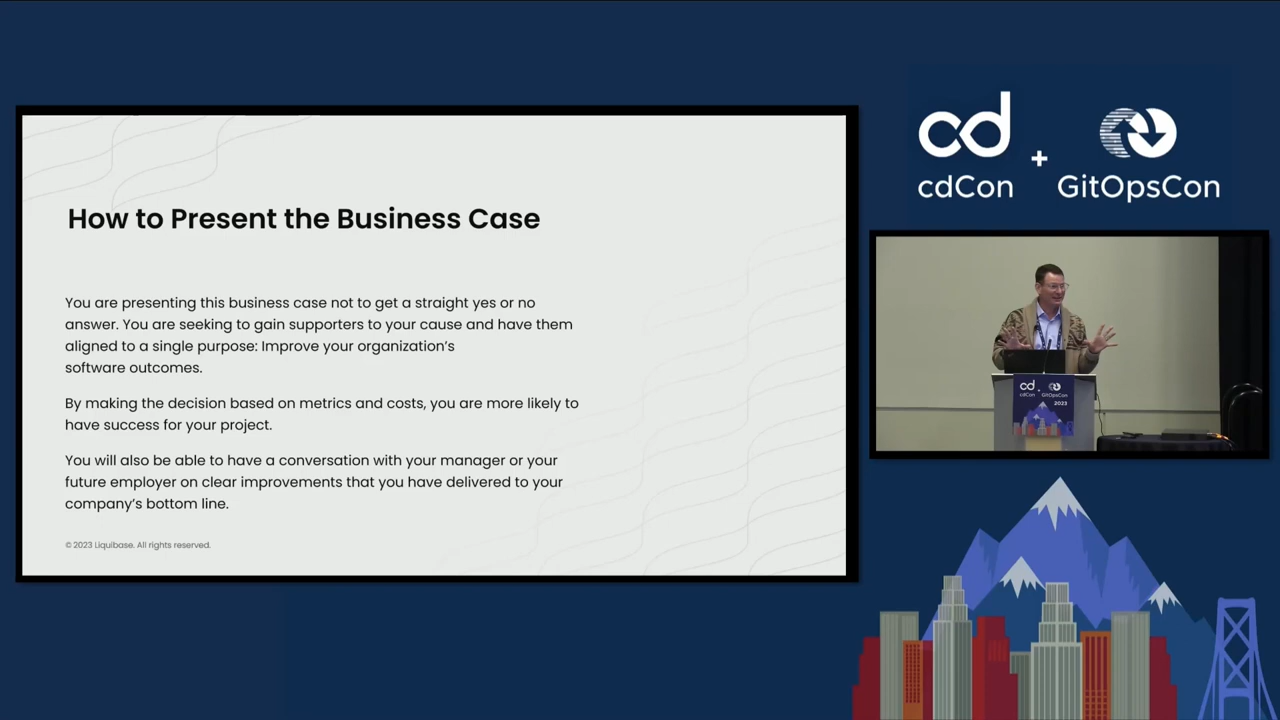 How to Present the Business Case
You are presenting this business case not to get a straight yes or no
answer. You are seeking to gain supporters to your cause and have them
aligned to a single purpose: Improve your organization's
software outcomes.
By making the decision based on metrics and costs, you are more likely to
have success for your project.
You will also be able to have a conversation with your manager or your
future employer on clear improvements that you have delivered to your
company's bottom line.
© 2023 Liquibase. All rights reserved.
cd
+
cdCon
GitOpsCon
cd
+
cdCon
GitOpsCon
2023